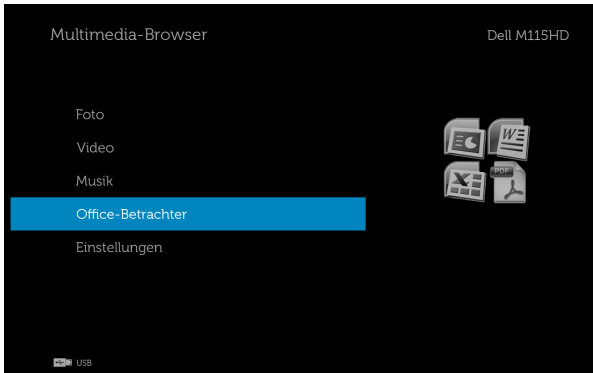 Multimedia-Browser
Dell M115HD
Foto
Video
Musik
Office-Betrachter
Einstellungen
W
X
PDF
USB